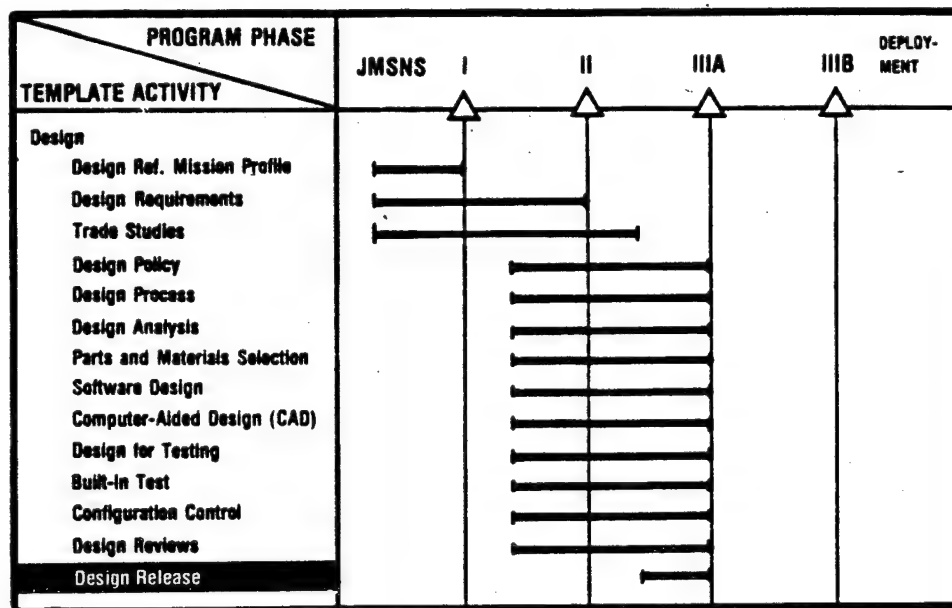 PROGRAM PHASE
TEMPLATE ACTIVITY
JMSNS I II IIIA IIIB DEPLOY-
MENT
Design
Design Ref. Mission Profile
Design Requirements
Trade Studies
Design Policy
Design Process
Design Analysis
Parts and Materials Selection
Software Design
Computer-Aided Design (CAD)
Design for Testing
Built-in Test
Configuration Control
Design Reviews
Design Release